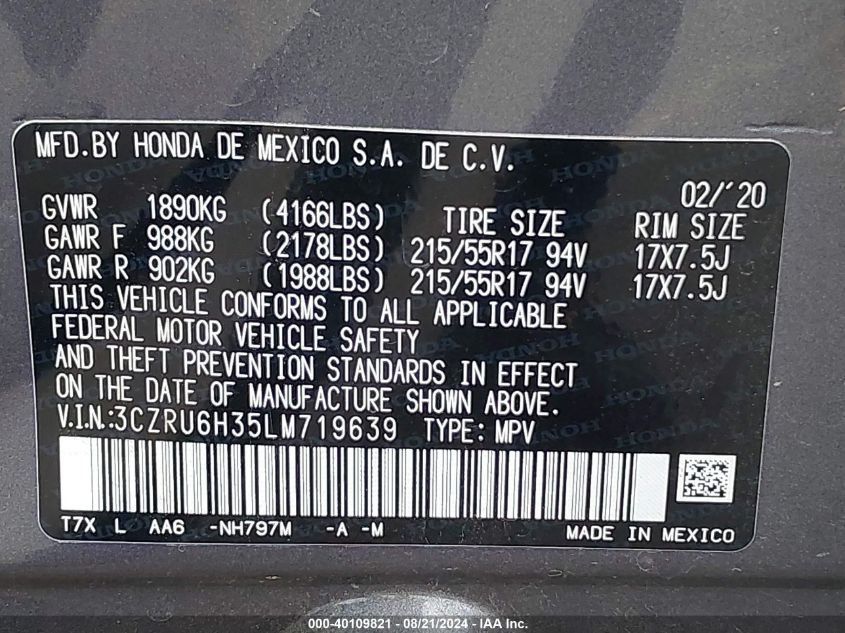 MFD.BY HONDA DE MEXICO S.A. DE C.V.
02/'20
GVWR 1890KG (4166LBS) TIRE SIZE RIM SIZE
GAWR F 988KG (2178LBS) 215/55R17 94V 17X7.5J
GAWR R 902KG (1988LBS) 215/55R17 94V 17X7.5J
THIS VEHICLE CONFORMS TO ALL APPLICABLE
FEDERAL MOTOR VEHICLE SAFETY
AND THEFT PREVENTION STANDARDS IN EFFECT
ON THE DATE OF MANUFACTURE SHOWN ABOVE.
V.I.N.:3CZRU6H35LM719639 TYPE: MPV
T7X L AA6 -NH797M -A -M MADE IN MEXICO
000-40109821 - 08/21/2024 - IAA, Inc.